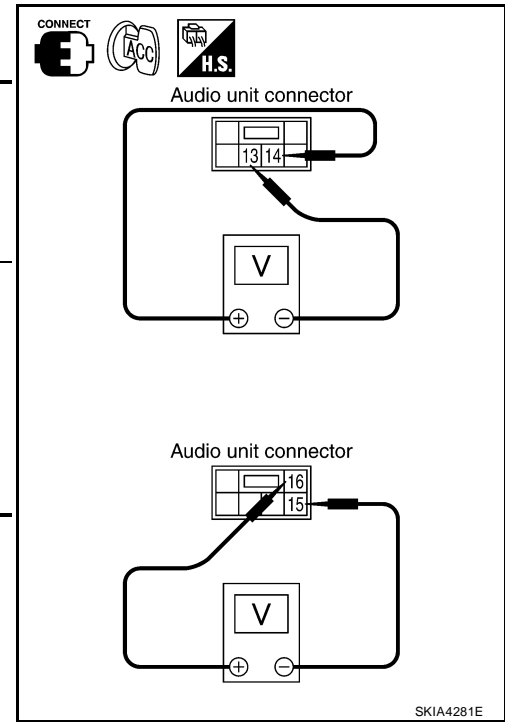 CONNECT
ACC
H.S.
Audio unit connector
13 14
V
+ −
Audio unit connector
16
15
V
+ −
SKIA4281E